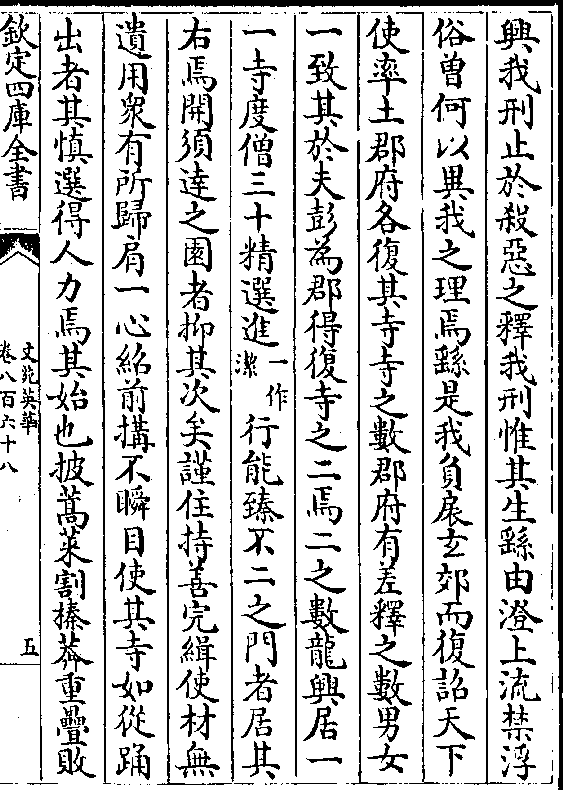 興我刑止於殺惡之釋我刑惟其生繇由澄上流禁浮
俗曽何以異我之理焉繇是我負扆玄郊而復詔天下
使率土郡府各復其寺寺之數郡府有差釋之數男女
一致其於夫彭為郡得復寺之二焉二之數龍興居一
一寺度僧三十精選進一作潔行能臻不二之門者居其
右焉開須達之園者抑其次矣謹住持善完緝使材無
遺用衆有所歸肩一心紹前搆不瞬目使其寺如從踊
出者其慎選得人力焉其始也披蒿萊割榛莽重疊敗
欽定四庫全書
文苑英華
卷八百六十八
五